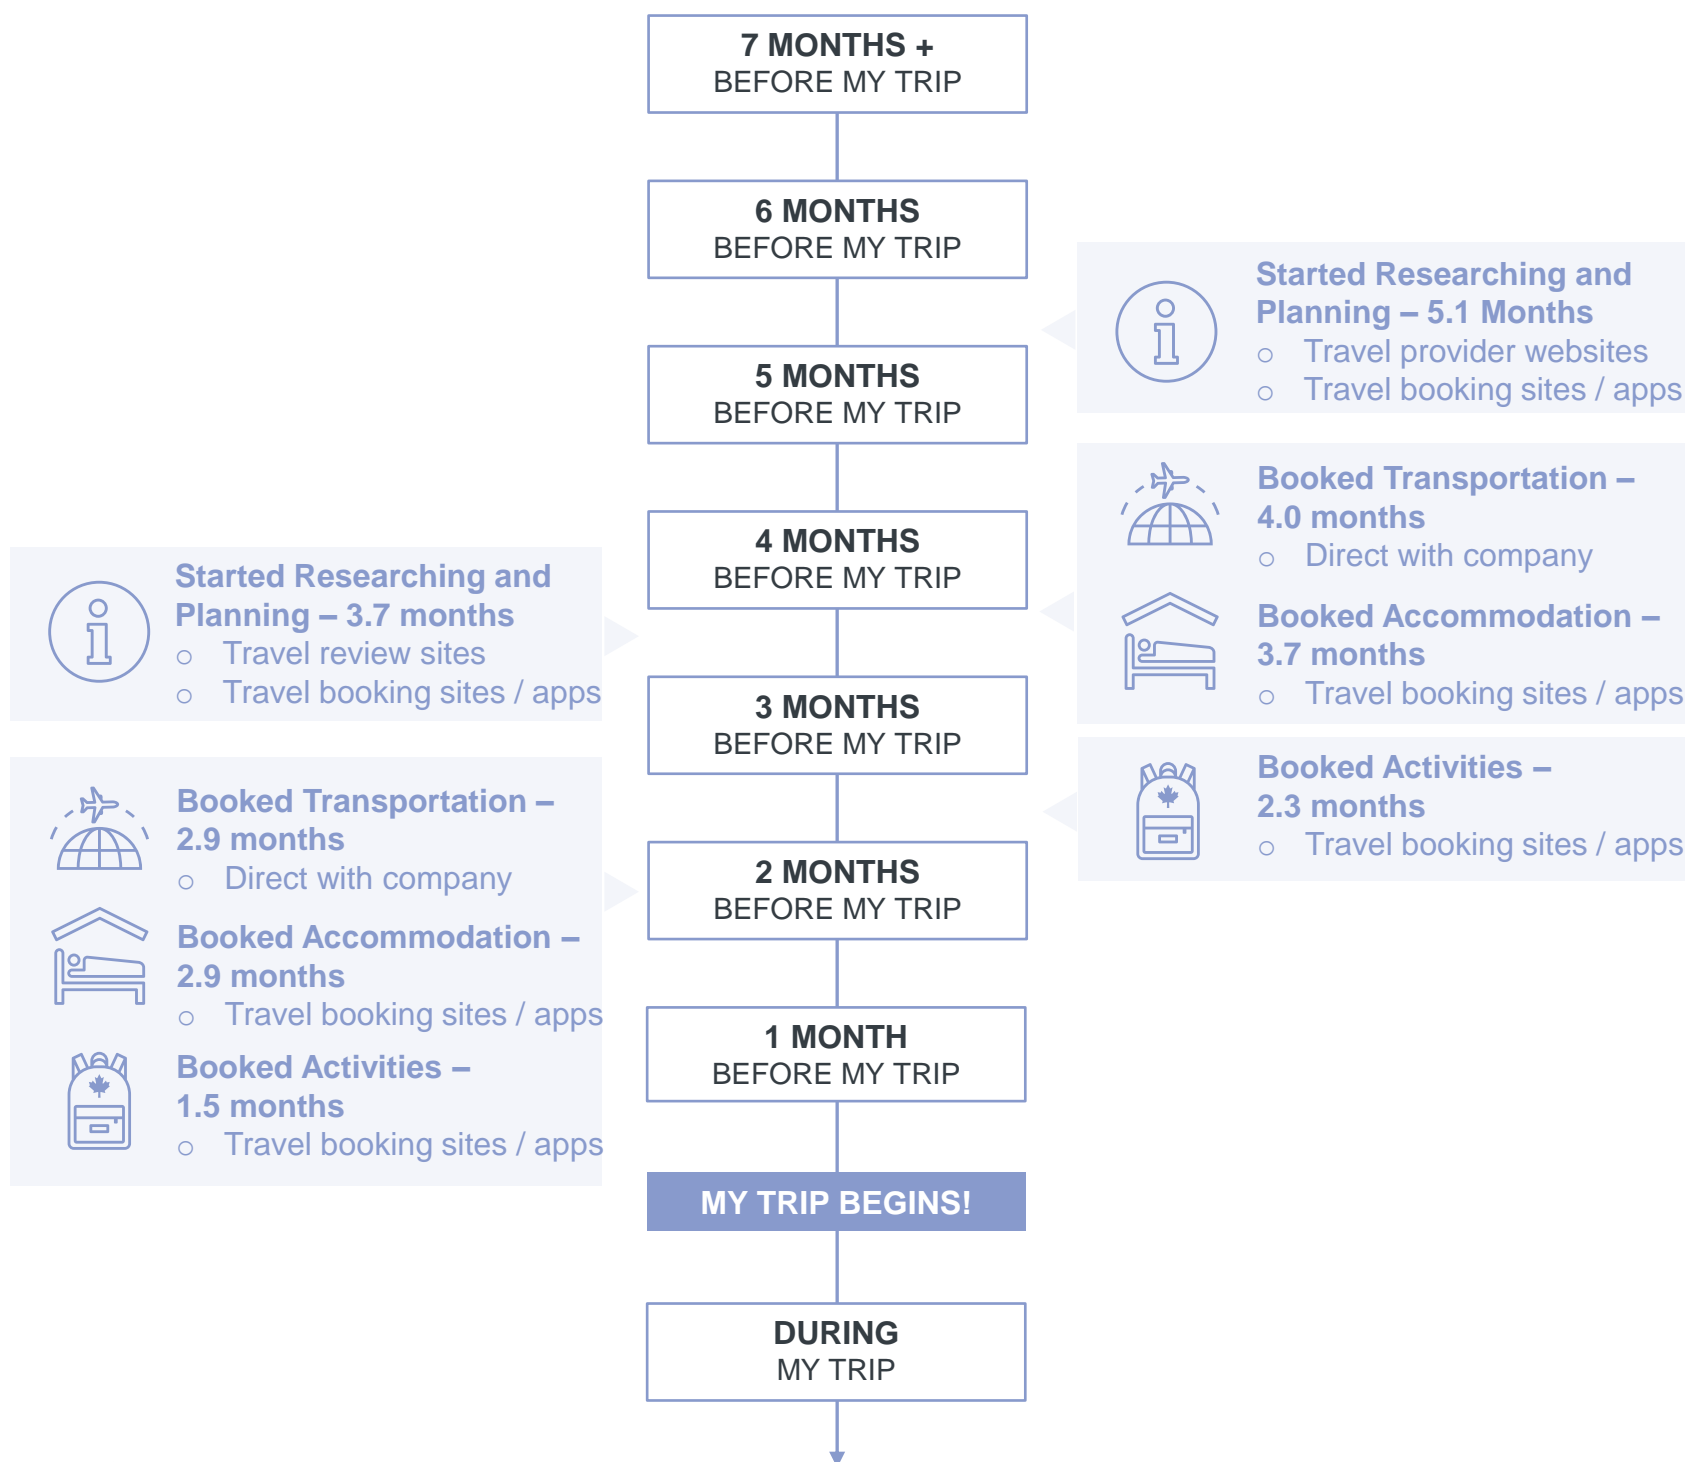 7 MONTHS +
BEFORE MY TRIP
6 MONTHS
BEFORE MY TRIP
Started Researching and
Planning – 5.1 Months
○ Travel provider websites
○ Travel booking sites / apps
5 MONTHS
BEFORE MY TRIP
Booked Transportation –
4.0 months
○ Direct with company
Booked Accommodation –
3.7 months
○ Travel booking sites / apps
4 MONTHS
BEFORE MY TRIP
Started Researching and
Planning – 3.7 months
○ Travel review sites
○ Travel booking sites / apps
3 MONTHS
BEFORE MY TRIP
Booked Activities –
2.3 months
○ Travel booking sites / apps
Booked Transportation –
2.9 months
○ Direct with company
Booked Accommodation –
2.9 months
○ Travel booking sites / apps
Booked Activities –
1.5 months
○ Travel booking sites / apps
2 MONTHS
BEFORE MY TRIP
1 MONTH
BEFORE MY TRIP
MY TRIP BEGINS!
DURING
MY TRIP